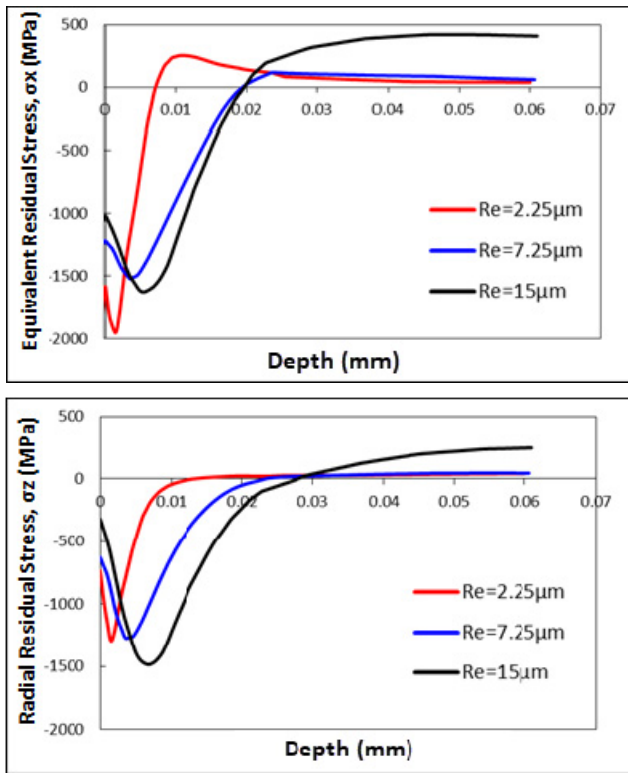 Equivalent Residual Stress, σx (MPa)
500
0
-500
-1000
-1500
-2000
0
0.01
0.02
0.03
0.04
0.05
0.06
0.07
Re=2.25µm
Re=7.25µm
Re=15µm
Depth (mm)
Radial Residual Stress, σz (MPa)
500
0
-500
-1000
-1500
-2000
0
0.01
0.02
0.03
0.04
0.05
0.06
0.07
Re=2.25µm
Re=7.25µm
Re=15µm
Depth (mm)